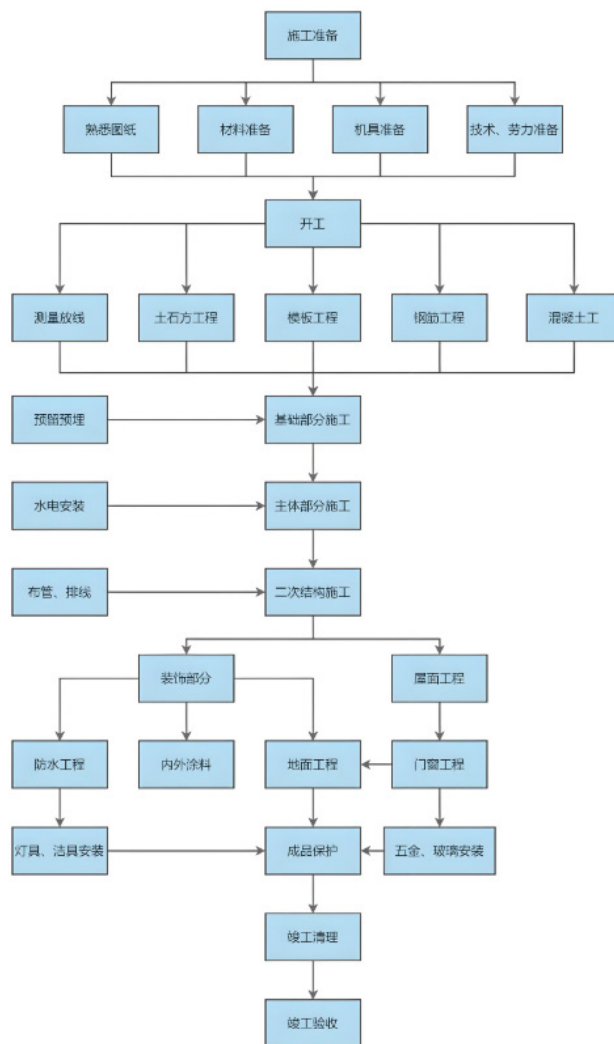 施工准备
熟悉图纸
材料准备
机具准备
技术、劳力准备
开工
测量放线
土石方工程
模板工程
钢筋工程
混凝土工
预留预埋
基础部分施工
水电安装
主体部分施工
布管、排线
二次结构施工
装饰部分
屋面工程
防水工程
内外涂料
地面工程
门窗工程
灯具、洁具安装
成品保护
五金、玻璃安装
竣工清理
竣工验收